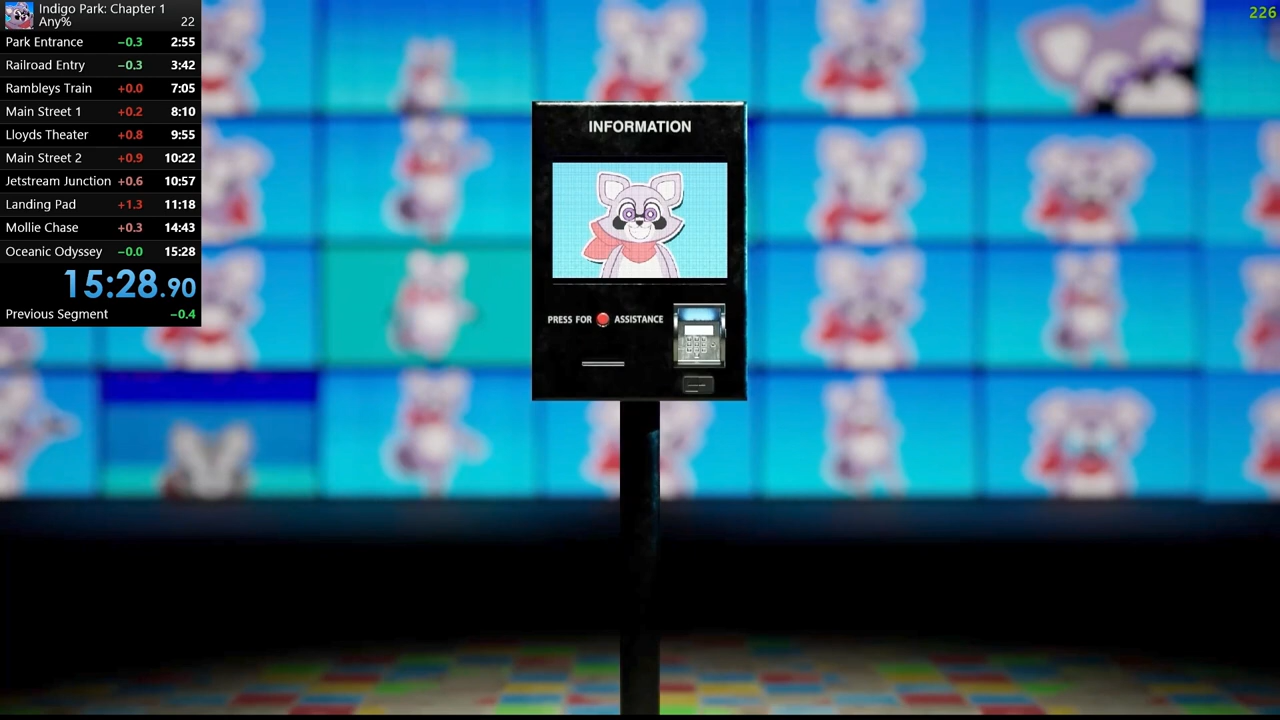 Indigo Park: Chapter 1
Any% 22
Park Entrance −0.3 2:55
Railroad Entry −0.3 3:42
Rambleys Train +0.0 7:05
Main Street 1 +0.2 8:10
Lloyds Theater +0.8 9:55
Main Street 2 +0.9 10:22
Jetstream Junction +0.6 10:57
Landing Pad +1.3 11:18
Mollie Chase +0.3 14:43
Oceanic Odyssey −0.0 15:28
15:28.90
Previous Segment −0.4
226
INFORMATION
PRESS FOR ASSISTANCE